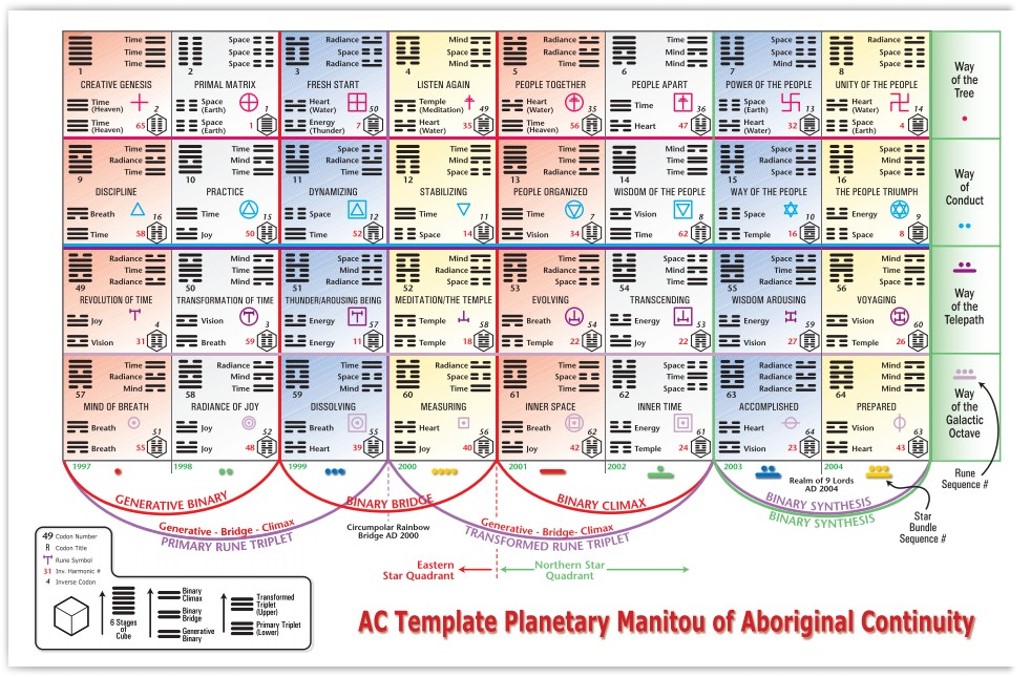 Time
Time
Time
1
CREATIVE GENESIS
Time
(Heaven)
2
Time
(Heaven) 65
Space
Space
Space
2
PRIMAL MATRIX
Space
(Earth)
1
Space
(Earth) 1
Radiance
Space
Radiance
3
FRESH START
Heart
(Water)
50
Energy
(Thunder) 7
Mind
Space
Mind
4
LISTEN AGAIN
Temple
(Meditation)
49
Heart
(Water) 35
Radiance
Radiance
Time
5
PEOPLE TOGETHER
Heart
(Water)
35
Time
(Heaven) 56
Time
Mind
Mind
6
PEOPLE APART
Time
36
Heart 47
Space
Space
Mind
7
POWER OF THE PEOPLE
Space
(Earth)
13
Heart
(Water) 32
Radiance
Space
Space
8
UNITY OF THE PEOPLE
Heart
(Water)
14
Space
(Earth) 4
Way
of the
Tree
Time
Radiance
Time
9
DISCIPLINE
Breath
16
Time 58
Time
Mind
Time
10
PRACTICE
Time
15
Joy 50
Space
Radiance
Time
11
DYNAMIZING
Space
12
Time 52
Time
Mind
Space
12
STABILIZING
Time
11
Space 14
Time
Time
Radiance
13
PEOPLE ORGANIZED
Time
7
Vision 34
Mind
Time
Time
14
WISDOM OF THE PEOPLE
Vision
8
Time 62
Space
Radiance
Space
15
WAY OF THE PEOPLE
Space
10
Temple 16
Space
Mind
Space
16
THE PEOPLE TRIUMPH
Energy
9
Space 8
Way
of
Conduct
Radiance
Time
Radiance
49
REVOLUTION OF TIME
Joy
4
Vision 31
Mind
Time
Mind
50
TRANSFORMATION OF TIME
Vision
3
Breath 59
Space
Mind
Radiance
51
THUNDER/AROUSING BEING
Energy
57
Energy 11
Mind
Radiance
Space
52
MEDITATION/THE TEMPLE
Temple
58
Temple 18
Time
Radiance
Space
53
EVOLVING
Breath
54
Temple 22
Space
Mind
Time
54
TRANSCENDING
Energy
53
Joy 22
Space
Time
Radiance
55
WISDOM AROUSING
Energy
59
Vision 27
Mind
Time
Space
56
VOYAGING
Vision
60
Temple 26
Way
of the
Telepath
Time
Radiance
Mind
57
MIND OF BREATH
Breath
51
Breath 55
Radiance
Mind
Time
58
RADIANCE OF JOY
Joy
52
Joy 48
Time
Space
Mind
59
DISSOLVING
Breath
55
Heart 39
Radiance
Space
Time
60
MEASURING
Heart
56
Joy 40
Time
Space
Time
61
INNER SPACE
Breath
62
Joy 42
Space
Time
Space
62
INNER TIME
Energy
61
Temple 24
Radiance
Radiance
Radiance
63
ACCOMPLISHED
Heart
64
Vision 23
Mind
Mind
Mind
64
PREPARED
Vision
63
Heart 43
Way
of the
Galactic
Octave
1997
1998
1999
2000
2001
2002
2003
2004
Rune
Sequence #
Realm of 9 Lords
AD 2004
Star
Bundle
Sequence #
GENERATIVE BINARY
BINARY BRIDGE
BINARY CLIMAX
BINARY SYNTHESIS
BINARY SYNTHESIS
Generative - Bridge - Climax
PRIMARY RUNE TRIPLET
Circumpolar Rainbow
Bridge AD 2000
Generative - Bridge- Climax
TRANSFORMED RUNE TRIPLET
Eastern
Star Quadrant
Northern Star
Quadrant
49 Codon Number
R Codon Title
Rune Symbol
31 Inv. Harmonic #
4 Inverse Codon
6 Stages
of
Cube
Binary
Climax
Binary
Bridge
Generative
Binary
Transformed
Triplet
(Upper)
Primary Triplet
(Lower)
AC Template Planetary Manitou of Aboriginal Continuity